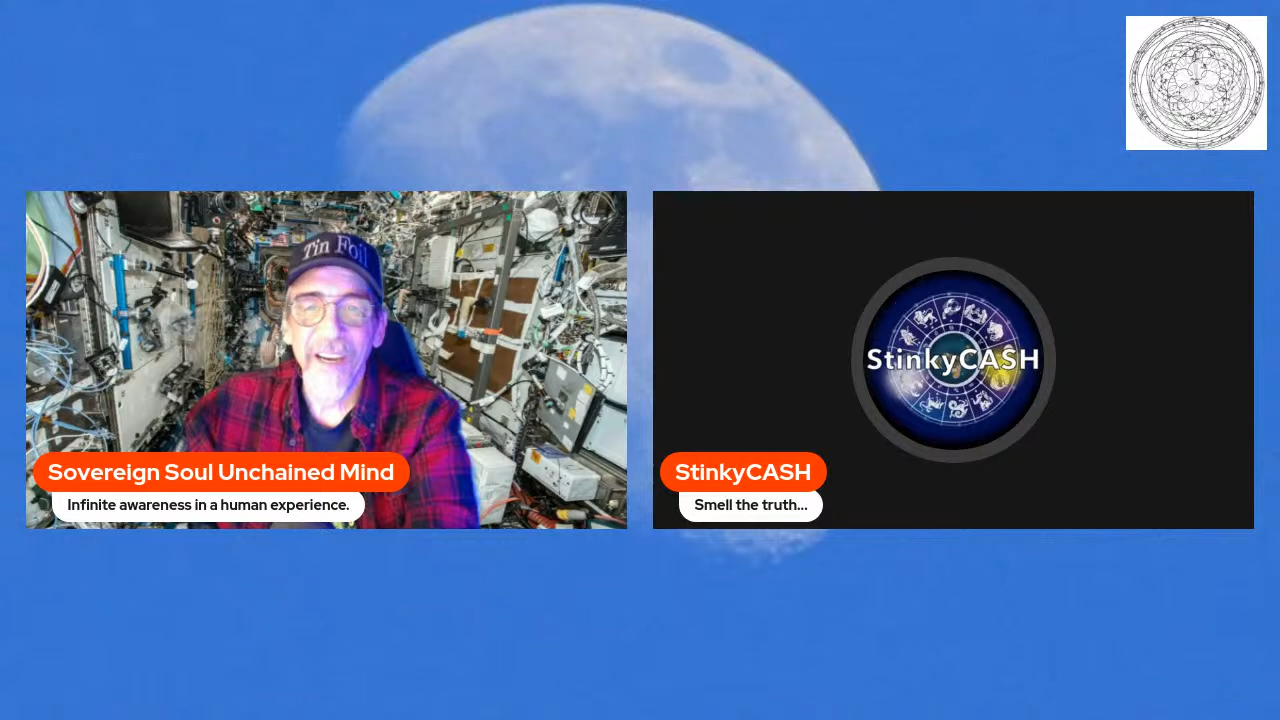 Tin Foil
Sovereign Soul Unchained Mind
Infinite awareness in a human experience.
StinkyCASH
StinkyCASH
Smell the truth...